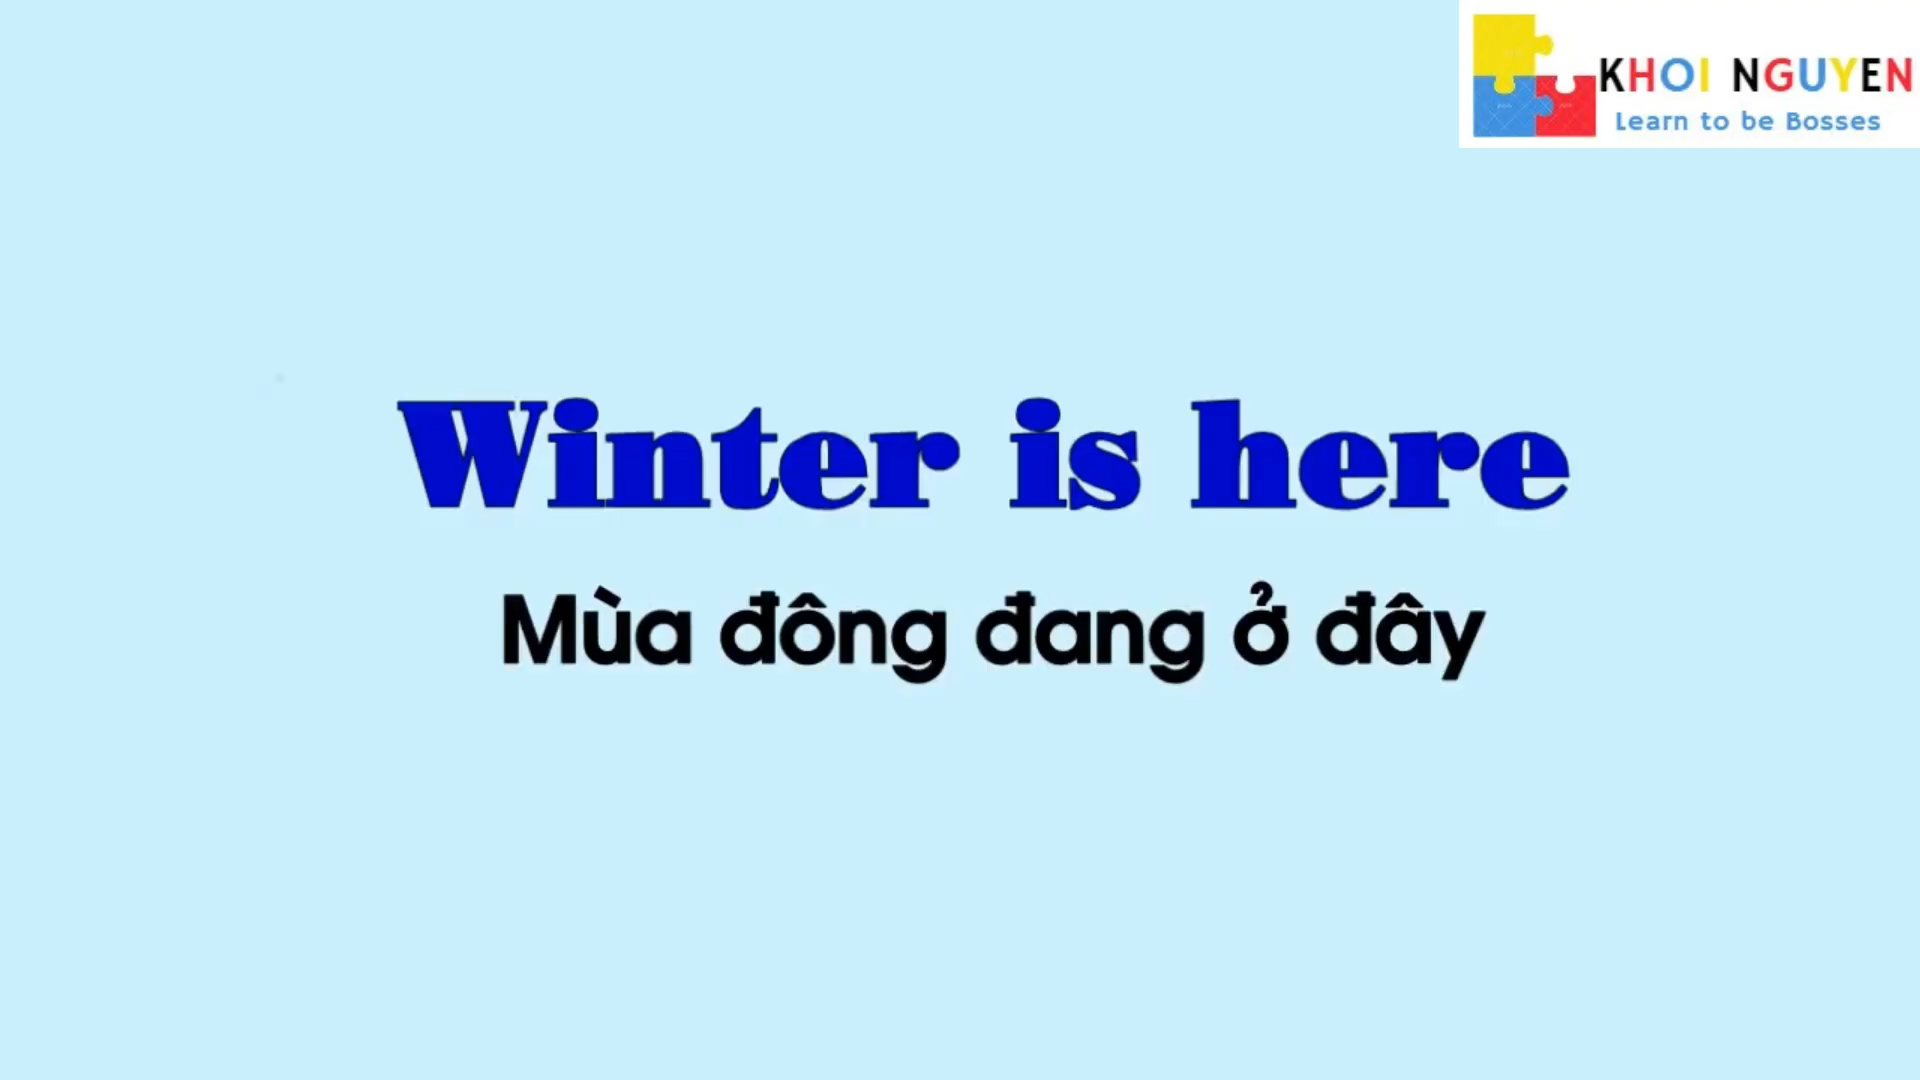 KHOI NGUYEN
Learn to be Bosses
Winter is here
Mùa đông đang ở đây